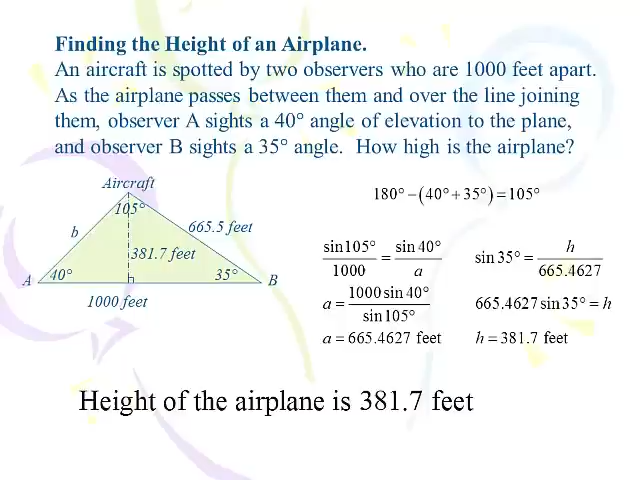 Finding the Height of an Airplane.
An aircraft is spotted by two observers who are 1000 feet apart.
As the airplane passes between them and over the line joining
them, observer A sights a 40° angle of elevation to the plane,
and observer B sights a 35° angle.  How high is the airplane?
Aircraft
105°
b
665.5 feet
381.7 feet
A
40°
35°
B
1000 feet
180° − (40° + 35°) = 105°
sin105°/1000 = sin 40°/a
a = 1000 sin 40°/sin105°
a = 665.4627 feet
sin 35° = h/665.4627
665.4627 sin 35° = h
h = 381.7 feet
Height of the airplane is 381.7 feet